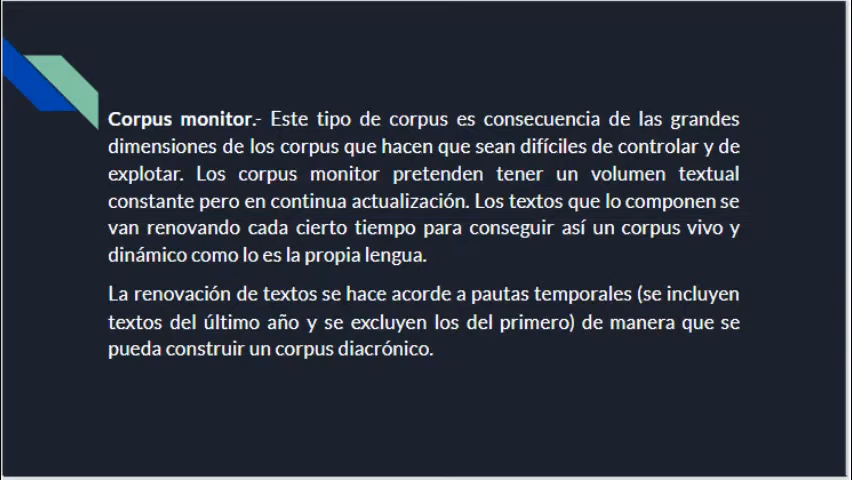 Corpus monitor.- Este tipo de corpus es consecuencia de las grandes
dimensiones de los corpus que hacen que sean difíciles de controlar y de
explotar. Los corpus monitor pretenden tener un volumen textual
constante pero en continua actualización. Los textos que lo componen se
van renovando cada cierto tiempo para conseguir así un corpus vivo y
dinámico como lo es la propia lengua.
La renovación de textos se hace acorde a pautas temporales (se incluyen
textos del último año y se excluyen los del primero) de manera que se
pueda construir un corpus diacrónico.